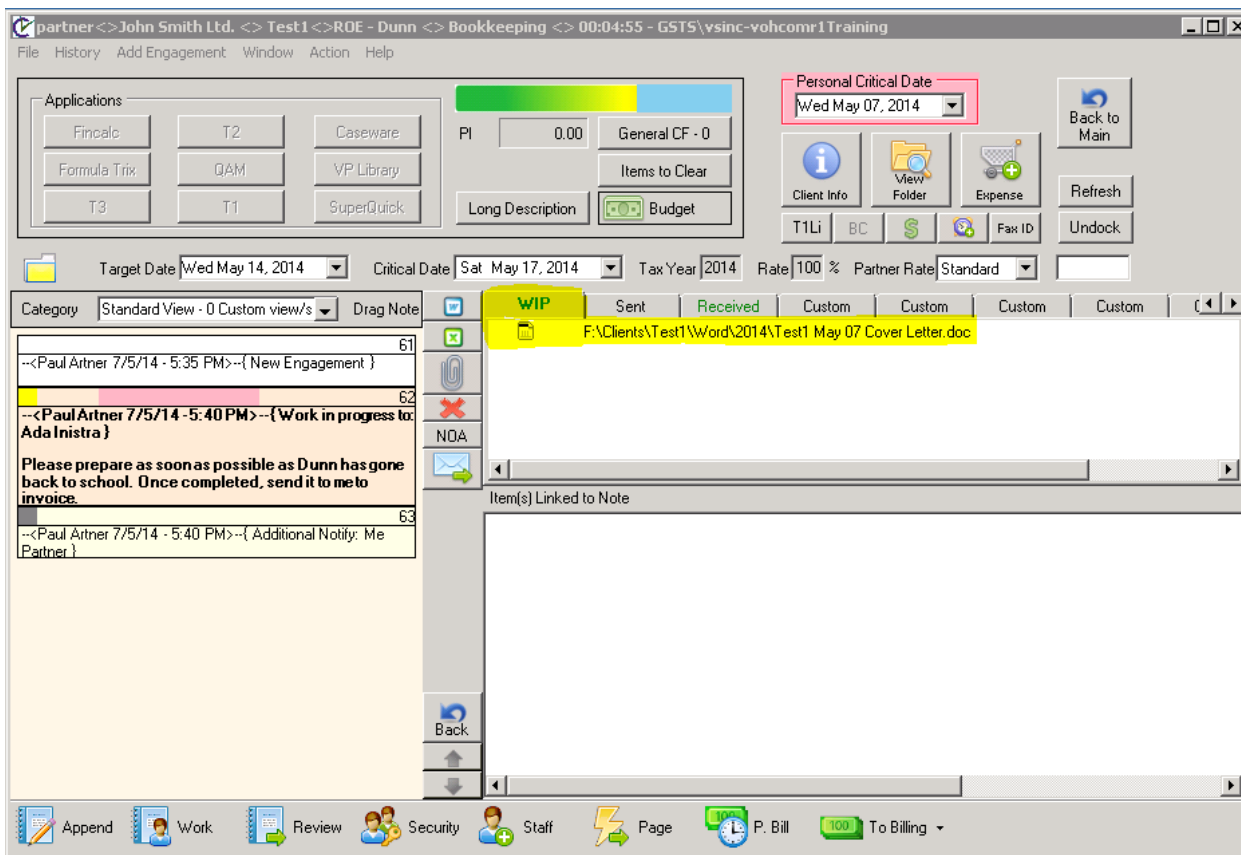 partner<>John Smith Ltd. <> Test1<>ROE - Dunn <> Bookkeeping <> 00:04:55 - GSTS\vsinc-vohcomr1Training
File History Add Engagement Window Action Help
Applications
Fincalc T2 Caseware
Formula Trix QAM VP Library
T3 T1 SuperQuick
PI 0.00 General CF - 0
Items to Clear
Long Description Budget
Personal Critical Date
Wed May 07, 2014
Back to
Main
Client Info
View
Folder
Expense
Refresh
T1Li BC $ Fax ID Undock
Target Date Wed May 14, 2014 Critical Date Sat May 17, 2014 Tax Year 2014 Rate 100 % Partner Rate Standard
Category Standard View - 0 Custom view/s Drag Note
WIP Sent Received Custom Custom Custom Custom
F:\Clients\Test1\Word\2014\Test1 May 07 Cover Letter.doc
61
--<Paul Artner 7/5/14 - 5:35 PM>--{ New Engagement }
62
--<Paul Artner 7/5/14 - 5:40 PM>--{ Work in progress to:
Ada Inistra }
Please prepare as soon as possible as Dunn has gone
back to school. Once completed, send it to me to
invoice.
63
--<Paul Artner 7/5/14 - 5:40 PM>--{ Additional Notify: Me
Partner }
NOA
Item(s) Linked to Note
Back
Append Work Review Security Staff Page P. Bill To Billing
100
100